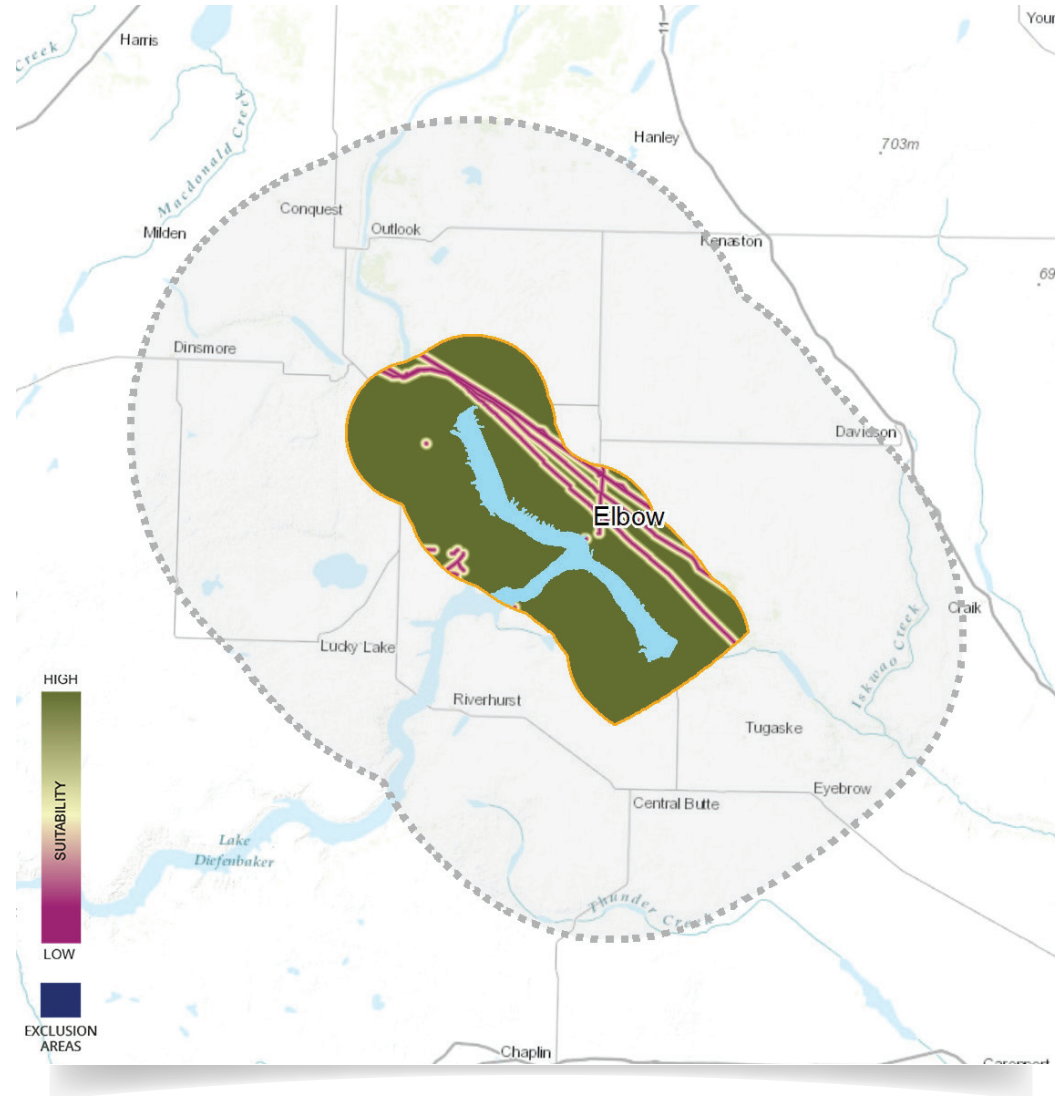 Harris
Creek
Your
11
Hanley
703m
Macdonald Creek
Conquest
Milden
Outlook
Kenaston
69
Dinsmore
Davidson
Elbow
Craik
Iskwao Creek
Lucky Lake
HIGH
SUITABILITY
LOW
EXCLUSION
AREAS
Riverhurst
Tugaske
Eyebrow
Central Butte
Lake
Diefenbaker
Thunder Creek
Chaplin